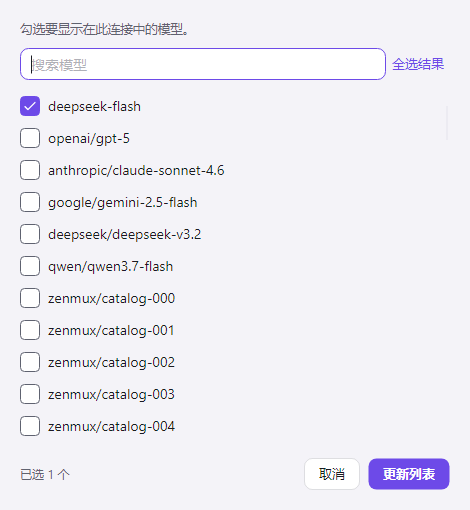 勾选要显示在此连接中的模型。
搜索模型
全选结果
deepseek-flash
openai/gpt-5
anthropic/claude-sonnet-4.6
google/gemini-2.5-flash
deepseek/deepseek-v3.2
qwen/qwen3.7-flash
zenmux/catalog-000
zenmux/catalog-001
zenmux/catalog-002
zenmux/catalog-003
zenmux/catalog-004
已选 1 个
取消
更新列表